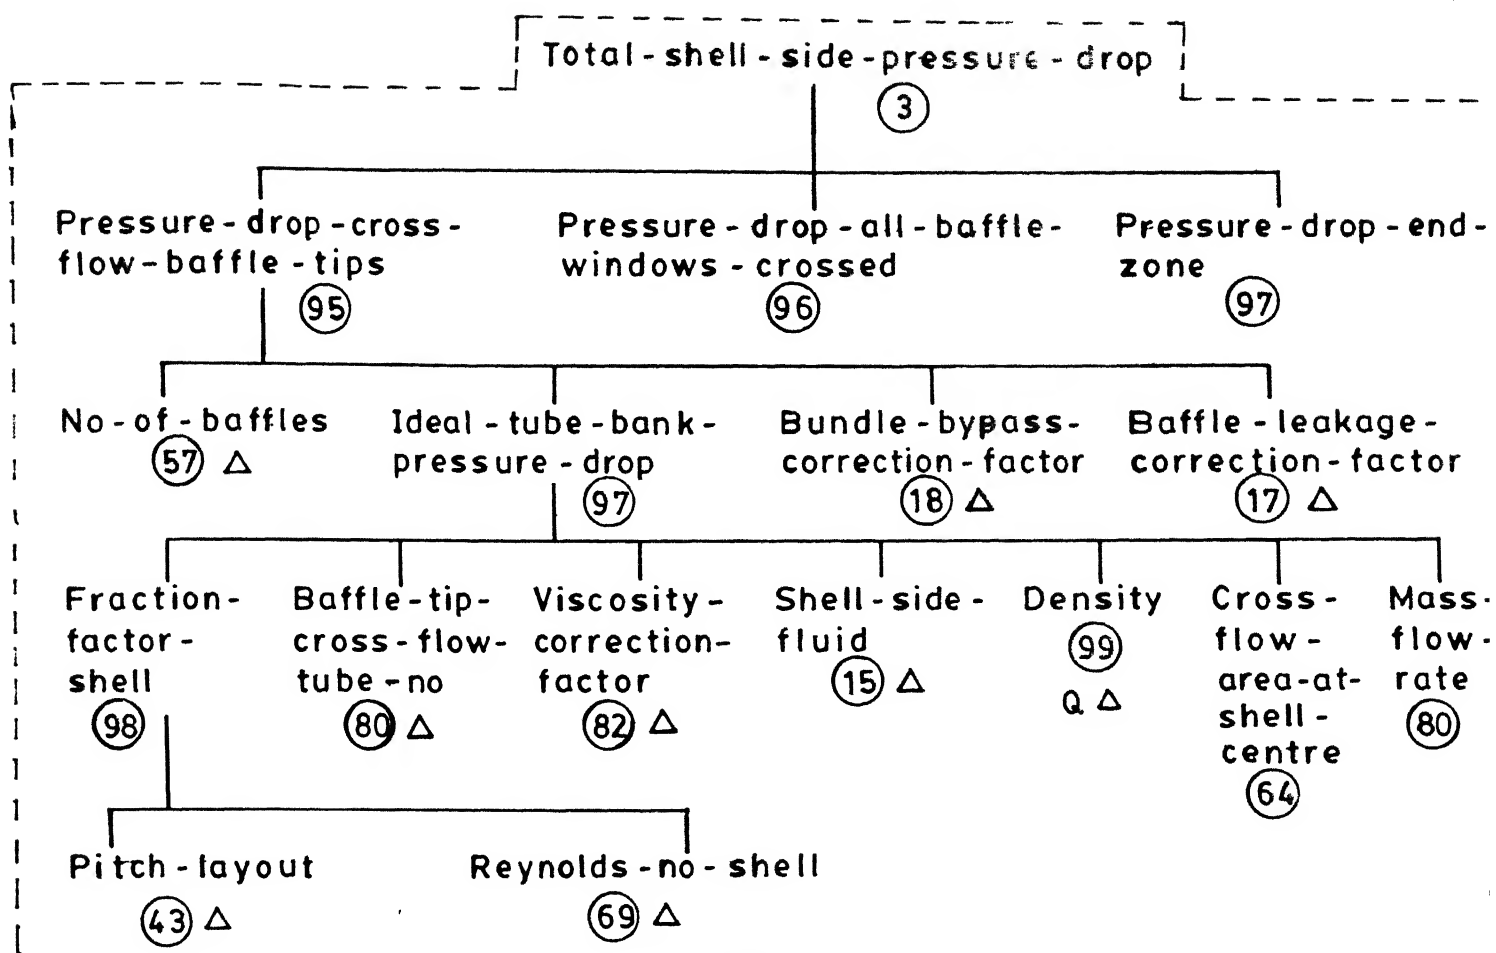 Total-shell-side-pressure-drop
3
Pressure-drop-cross-
flow-baffle-tips
95
Pressure-drop-all-baffle-
windows-crossed
96
Pressure-drop-end-
zone
97
No-of-baffles
57 Δ
Ideal-tube-bank-
pressure-drop
97
Bundle-bypass-
correction-factor
18 Δ
Baffle-leakage-
correction-factor
17 Δ
Fraction-
factor-
shell
98
Baffle-tip-
cross-flow-
tube-no
80 Δ
Viscosity-
correction-
factor
82 Δ
Shell-side-
fluid
15 Δ
Density
99
Q Δ
Cross-
flow-
area-at-
shell-
centre
64
Mass-
flow-
rate
80
Pitch-layout
43 Δ
Reynolds-no-shell
69 Δ